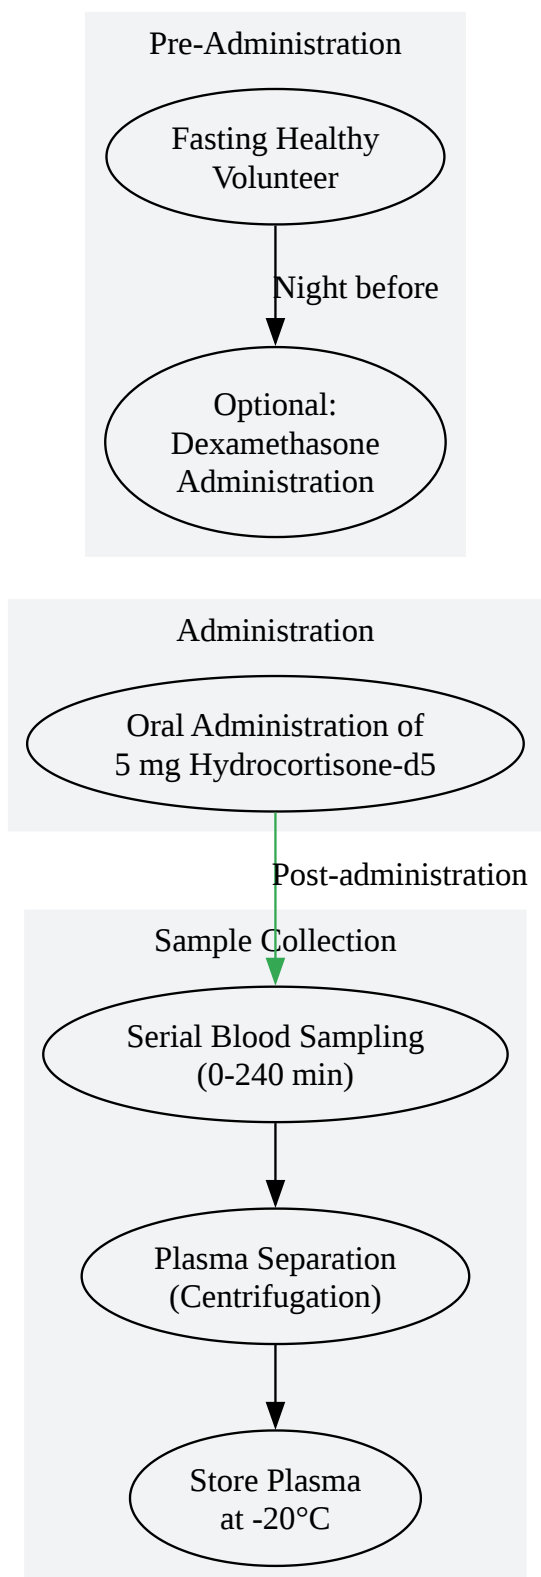 Pre-Administration
Fasting Healthy
Volunteer
Night before
Optional:
Dexamethasone
Administration
Administration
Oral Administration of
5 mg Hydrocortisone-d5
Post-administration
Sample Collection
Serial Blood Sampling
(0-240 min)
Plasma Separation
(Centrifugation)
Store Plasma
at -20°C